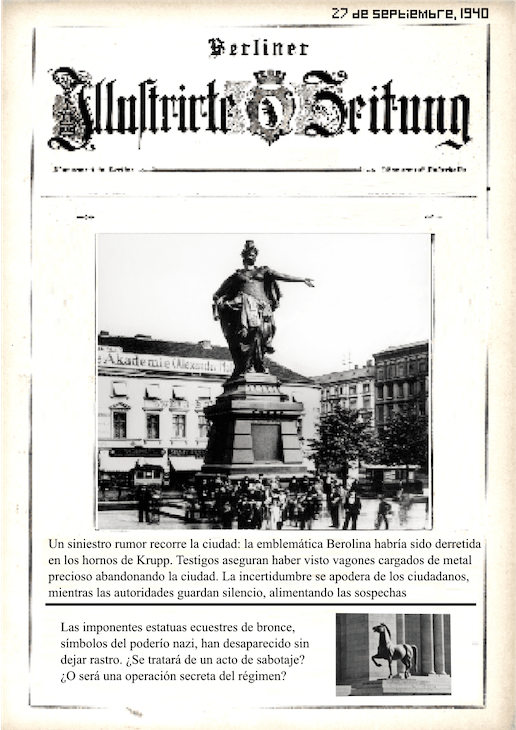 27 de septiembre, 1940
Berliner
Illustrirte Zeitung
Akademie
Un siniestro rumor recorre la ciudad: la emblemática Berolina habría sido derretida
en los hornos de Krupp. Testigos aseguran haber visto vagones cargados de metal
precioso abandonando la ciudad. La incertidumbre se apodera de los ciudadanos,
mientras las autoridades guardan silencio, alimentando las sospechas
Las imponentes estatuas ecuestres de bronce,
símbolos del poderío nazi, han desaparecido sin
dejar rastro. ¿Se tratará de un acto de sabotaje?
¿O será una operación secreta del régimen?